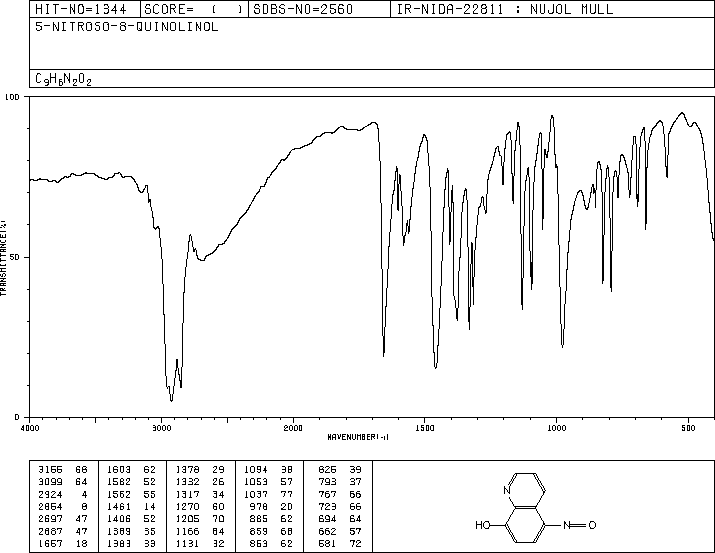 HIT-NO=1344 SCORE= ( ) SDBS-NO=2560 IR-NIDA-22811 : NUJOL MULL
5-NITROSO-8-QUINOLINOL
C9H6N2O2
100
50
0
TRANSMITTANCE(%)
4000 3000 2000 1500 1000 500
WAVENUMBER(-1)
3155 66 1603 62 1378 29 1094 38 826 39
3099 64 1582 52 1332 26 1053 57 793 37
2924 4 1562 55 1317 34 1037 77 767 66
2854 8 1461 14 1270 60 978 20 723 66
2697 47 1406 52 1205 70 885 62 694 64
2687 47 1389 35 1166 64 859 68 662 57
1657 18 1383 33 1131 32 853 62 581 72
N
HO
N
O